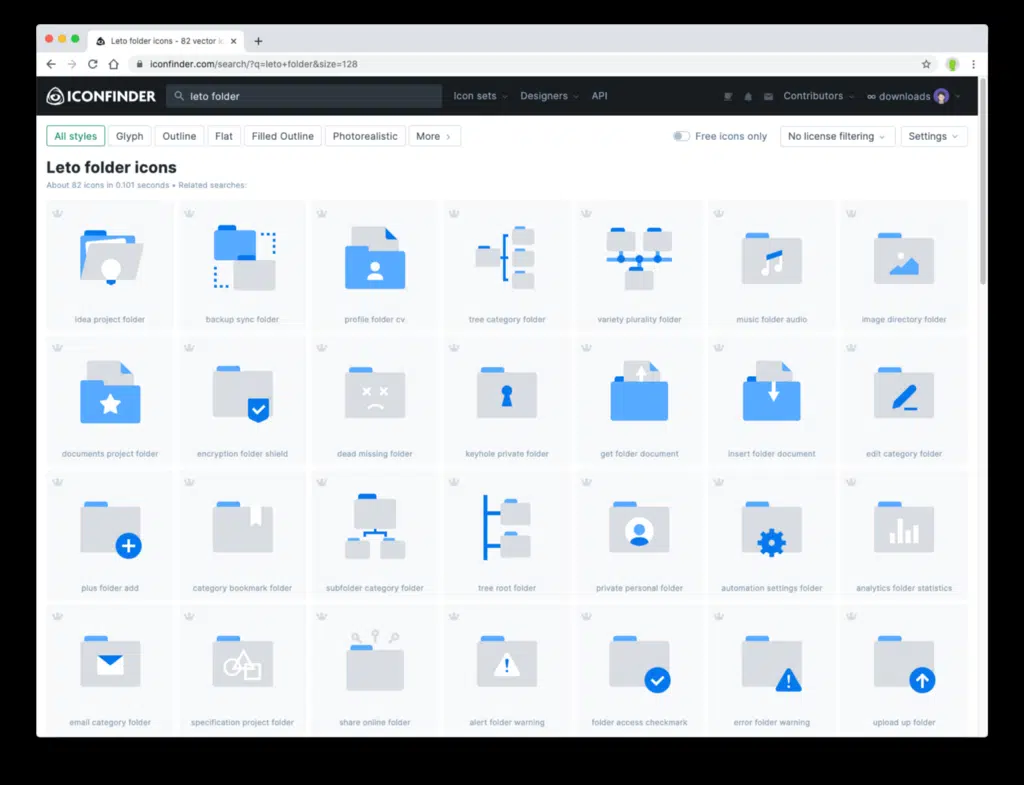 Leto folder icons - 82 vector i
iconfinder.com/search/?q=leto+folder&size=128
ICONFINDER
leto folder
Icon sets
Designers
API
Contributors
∞ downloads
All styles
Glyph
Outline
Flat
Filled Outline
Photorealistic
More
Free icons only
No license filtering
Settings
Leto folder icons
About 82 icons in 0.101 seconds • Related searches:
idea project folder
backup sync folder
profile folder cv
tree category folder
variety plurality folder
music folder audio
image directory folder
documents project folder
encryption folder shield
dead missing folder
keyhole private folder
get folder document
insert folder document
edit category folder
plus folder add
category bookmark folder
subfolder category folder
tree root folder
private personal folder
automation settings folder
analytics folder statistics
email category folder
specification project folder
share online folder
alert folder warning
folder access checkmark
error folder warning
upload up folder